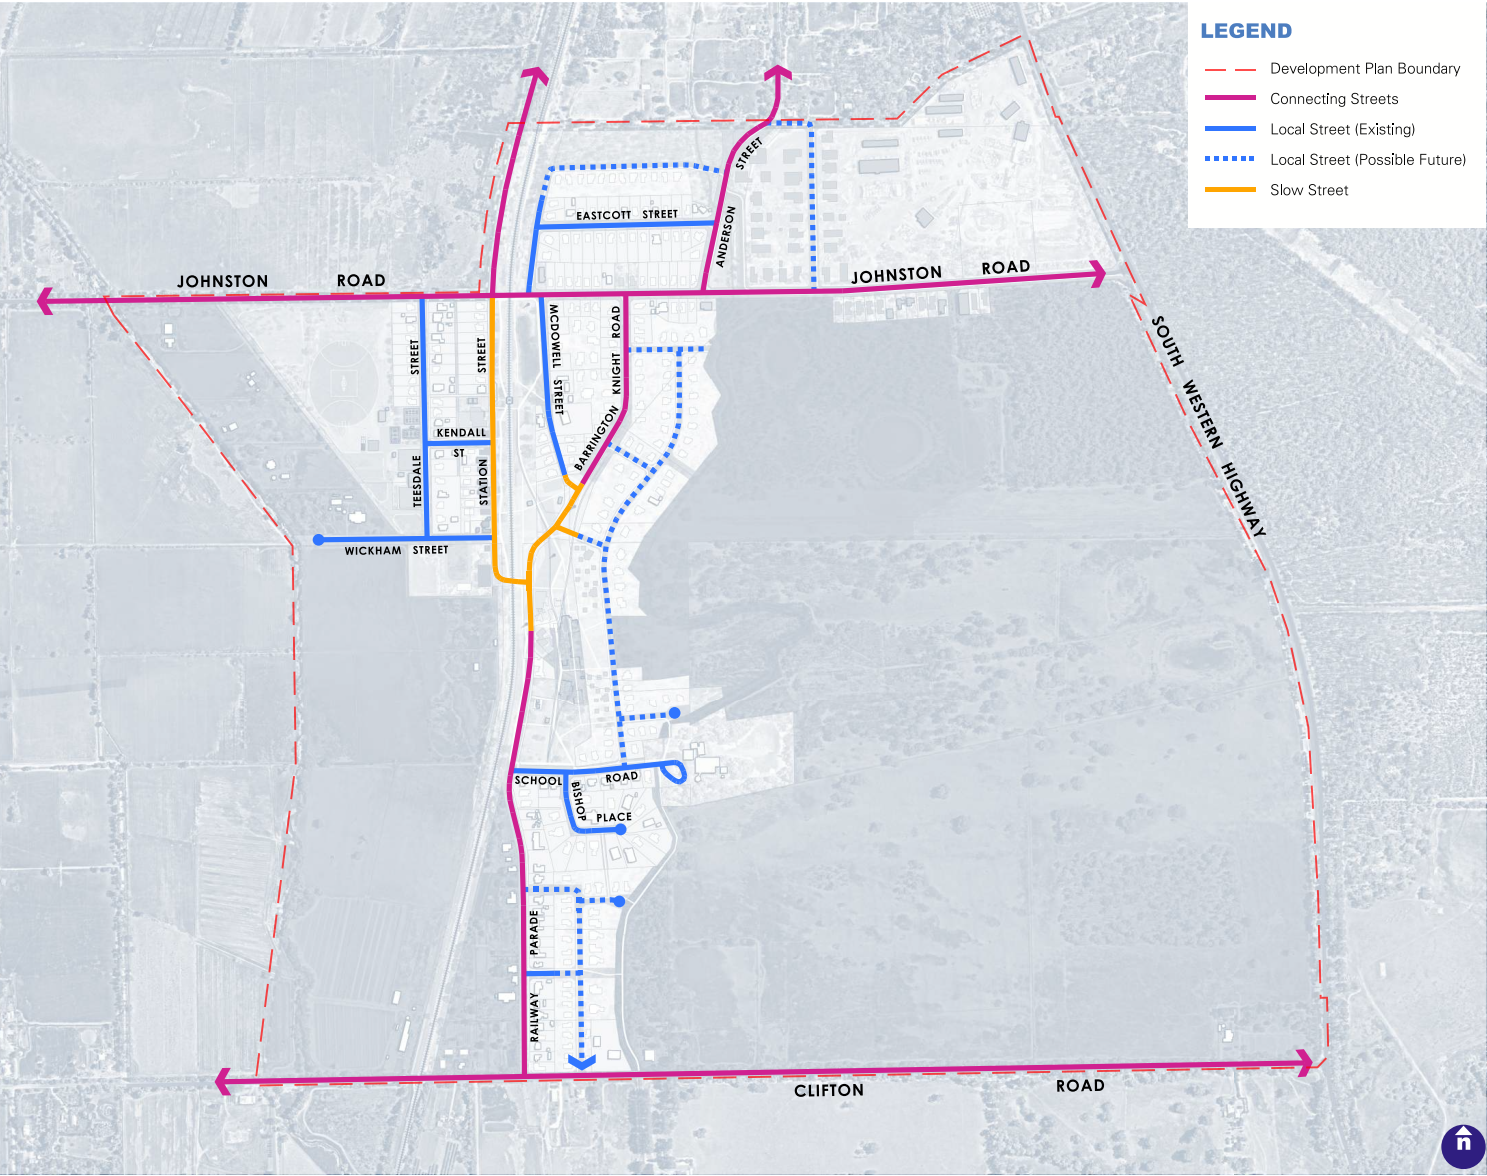 LEGEND
Development Plan Boundary
Connecting Streets
Local Street (Existing)
Local Street (Possible Future)
Slow Street
STREET
EASTCOTT STREET
ANDERSON
JOHNSTON ROAD
JOHNSTON ROAD
SOUTH WESTERN HIGHWAY
STREET
STREET
MCDOWELL STREET
KNIGHT ROAD
BARRINGTON
KENDALL
ST
TEESDALE
STATION
WICKHAM STREET
SCHOOL ROAD
BISHOP
PLACE
PARADE
RAILWAY
CLIFTON ROAD
n